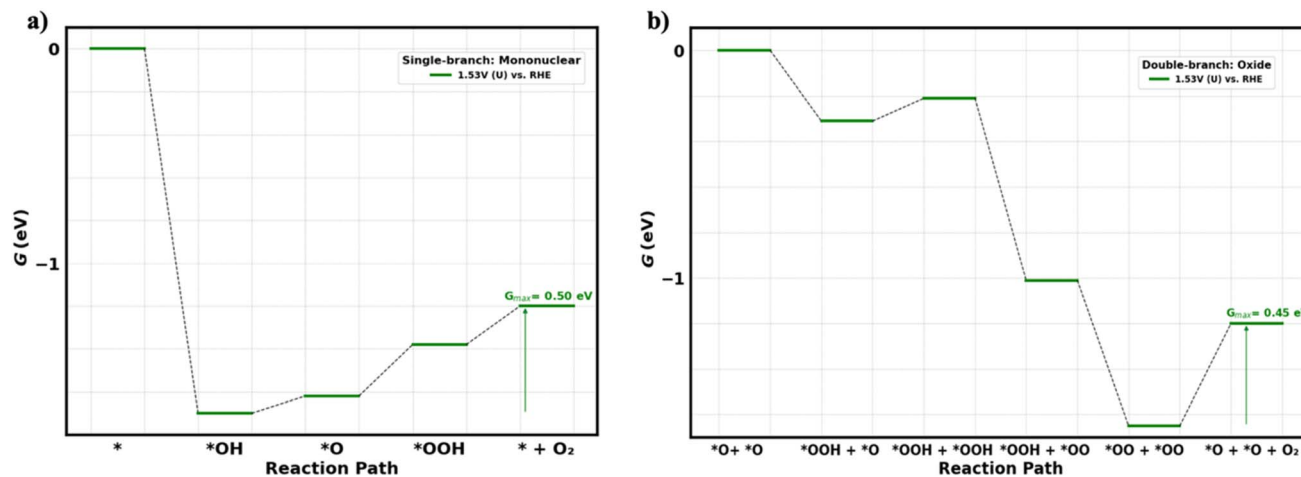 a)
0
−1
G (eV)
Single-branch: Mononuclear
1.53V (U) vs. RHE
Gmax= 0.50 eV
* *OH *O *OOH * + O₂
Reaction Path
b)
0
−1
G (eV)
Double-branch: Oxide
1.53V (U) vs. RHE
Gmax= 0.45 e
*O+ *O *OOH + *O *OOH + *OOH *OOH + *OO *OO + *OO *O + *O + O₂
Reaction Path